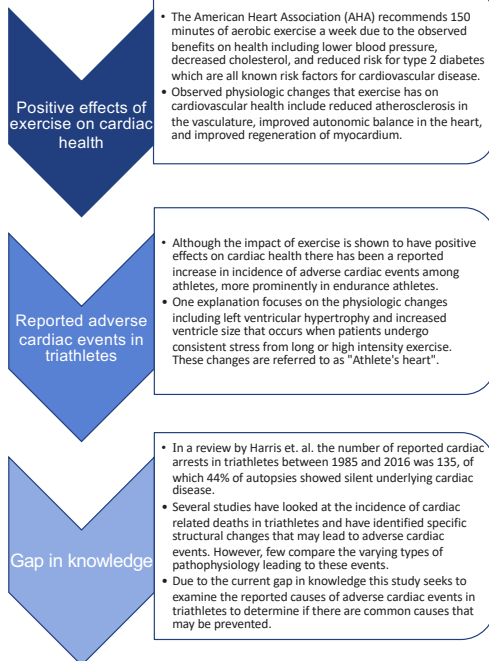 • The American Heart Association (AHA) recommends 150
minutes of aerobic exercise a week due to the observed
benefits on health including lower blood pressure,
decreased cholesterol, and reduced risk for type 2 diabetes
which are all known risk factors for cardiovascular disease.
• Observed physiologic changes that exercise has on
cardiovascular health include reduced atherosclerosis in
the vasculature, improved autonomic balance in the heart,
and improved regeneration of myocardium.
Positive effects of
exercise on cardiac
health
• Although the impact of exercise is shown to have positive
effects on cardiac health there has been a reported
increase in incidence of adverse cardiac events among
athletes, more prominently in endurance athletes.
• One explanation focuses on the physiologic changes
including left ventricular hypertrophy and increased
ventricle size that occurs when patients undergo
consistent stress from long or high intensity exercise.
These changes are referred to as "Athlete's heart".
Reported adverse
cardiac events in
triathletes
• In a review by Harris et. al. the number of reported cardiac
arrests in triathletes between 1985 and 2016 was 135, of
which 44% of autopsies showed silent underlying cardiac
disease.
• Several studies have looked at the incidence of cardiac
related deaths in triathletes and have identified specific
structural changes that may lead to adverse cardiac
events. However, few compare the varying types of
pathophysiology leading to these events.
• Due to the current gap in knowledge this study seeks to
examine the reported causes of adverse cardiac events in
triathletes to determine if there are common causes that
may be prevented.
Gap in knowledge